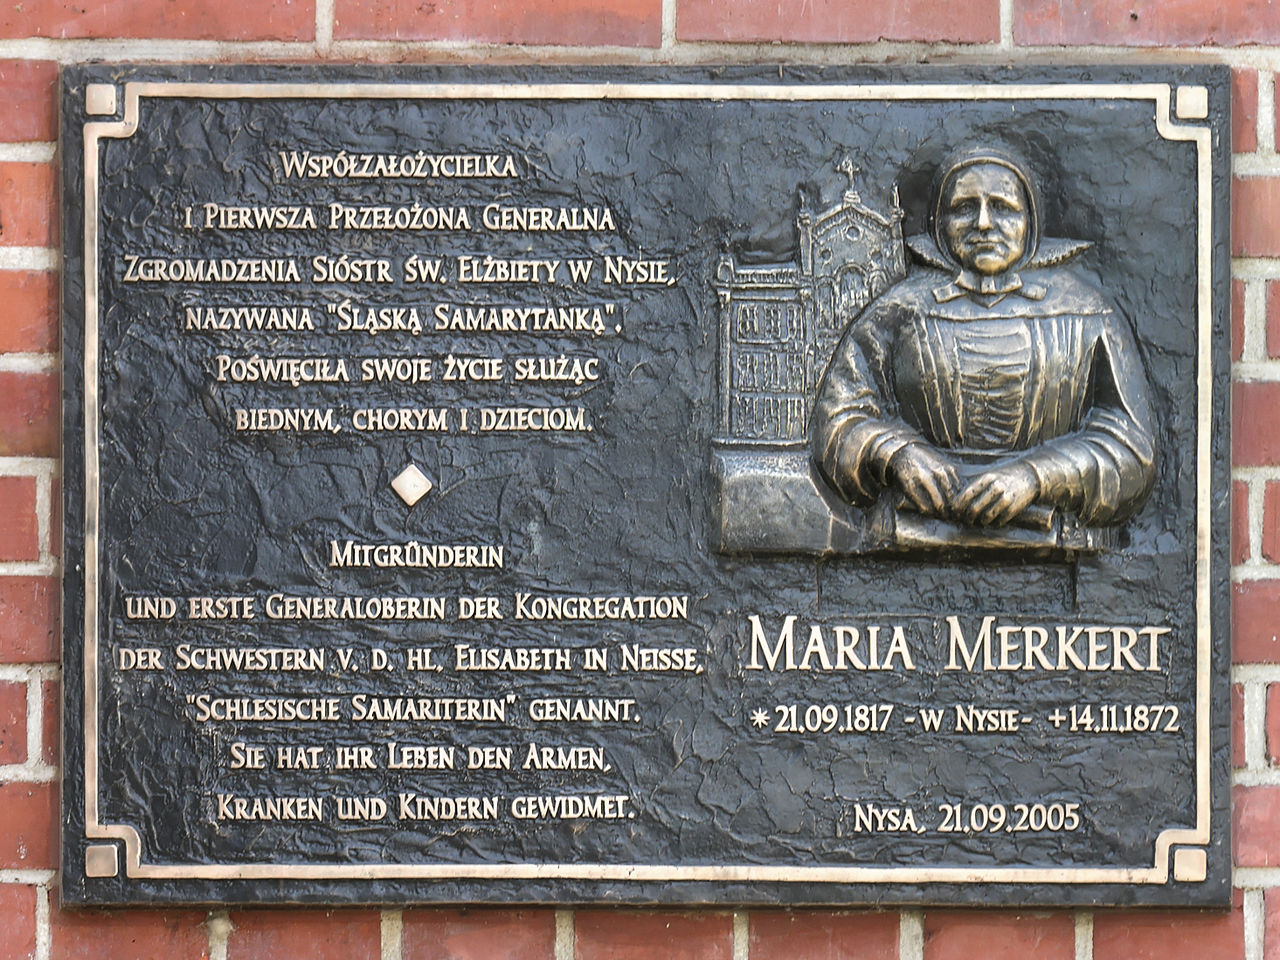 Współzałożycielka
i Pierwsza Przełożona Generalna
Zgromadzenia Sióstr św. Elżbiety w Nysie,
nazywana "Śląską Samarytanką".
Poświęciła swoje życie służąc
biednym, chorym i dzieciom.
Mitgründerin
und erste Generaloberin der Kongregation
der Schwestern v. d. hl. Elisabeth in Neisse,
"Schlesische Samariterin" genannt.
Sie hat ihr Leben den Armen,
Kranken und Kindern gewidmet.
Maria Merkert
*21.09.1817 -w Nysie- +14.11.1872
Nysa, 21.09.2005